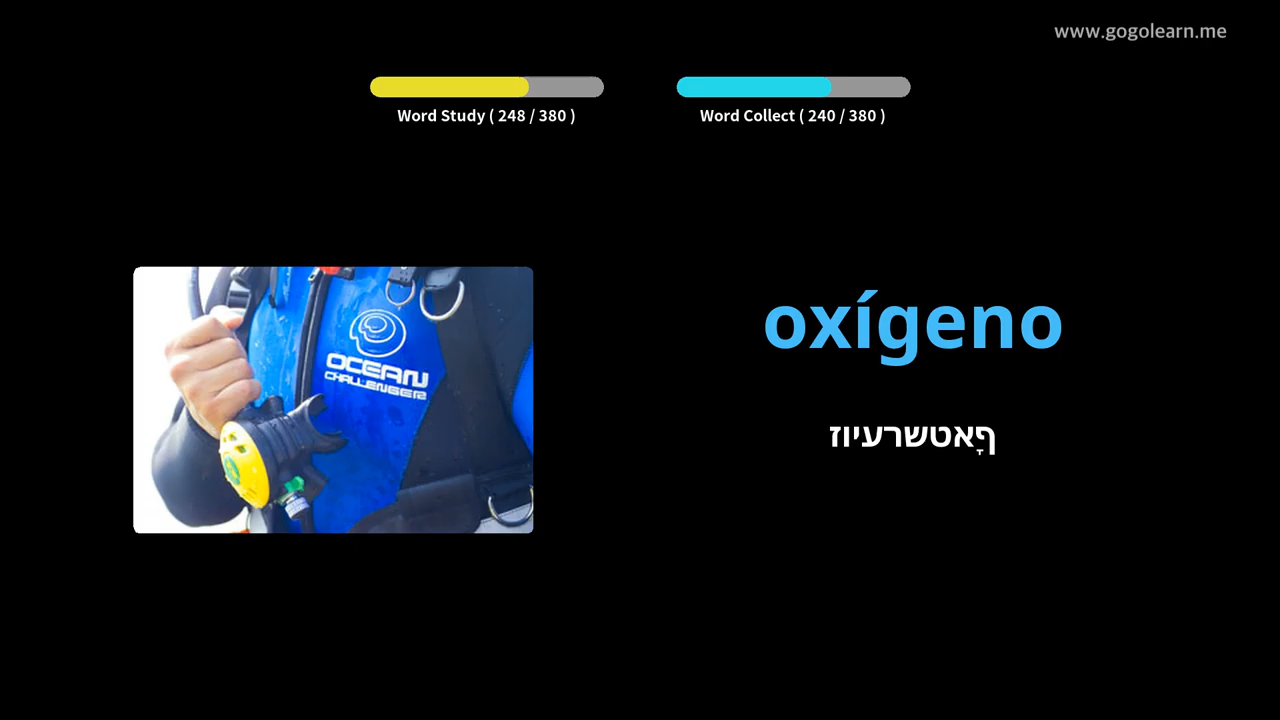 www.gogolearn.me
Word Study ( 248 / 380 )
Word Collect ( 240 / 380 )
OCEAN
CHALLENGER
oxígeno
ףָאטשרעיוז